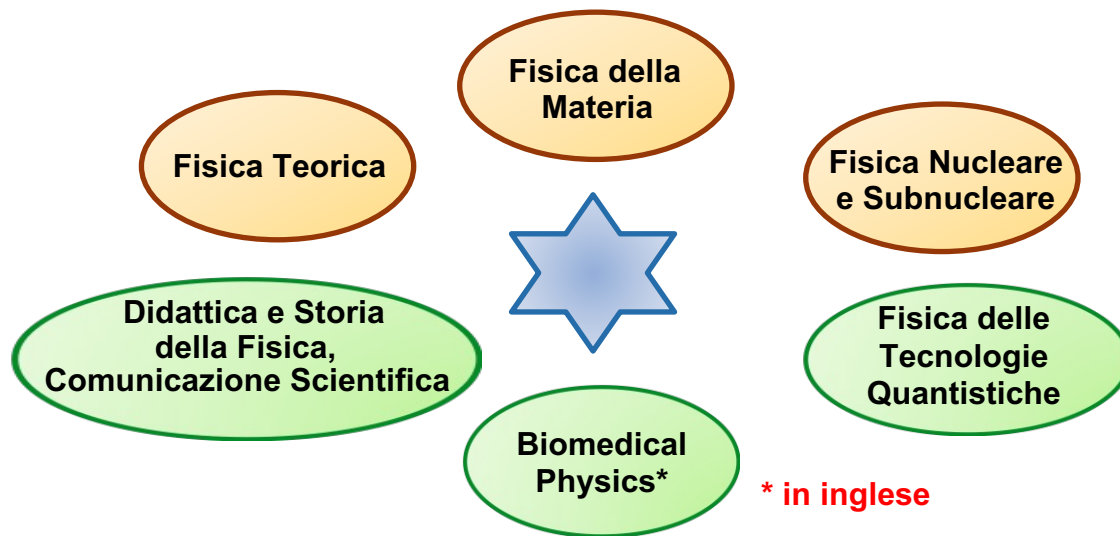 Fisica della
Materia
Fisica Teorica
Fisica Nucleare
e Subnucleare
Didattica e Storia
della Fisica,
Comunicazione Scientifica
Fisica delle
Tecnologie
Quantistiche
Biomedical
Physics*
* in inglese